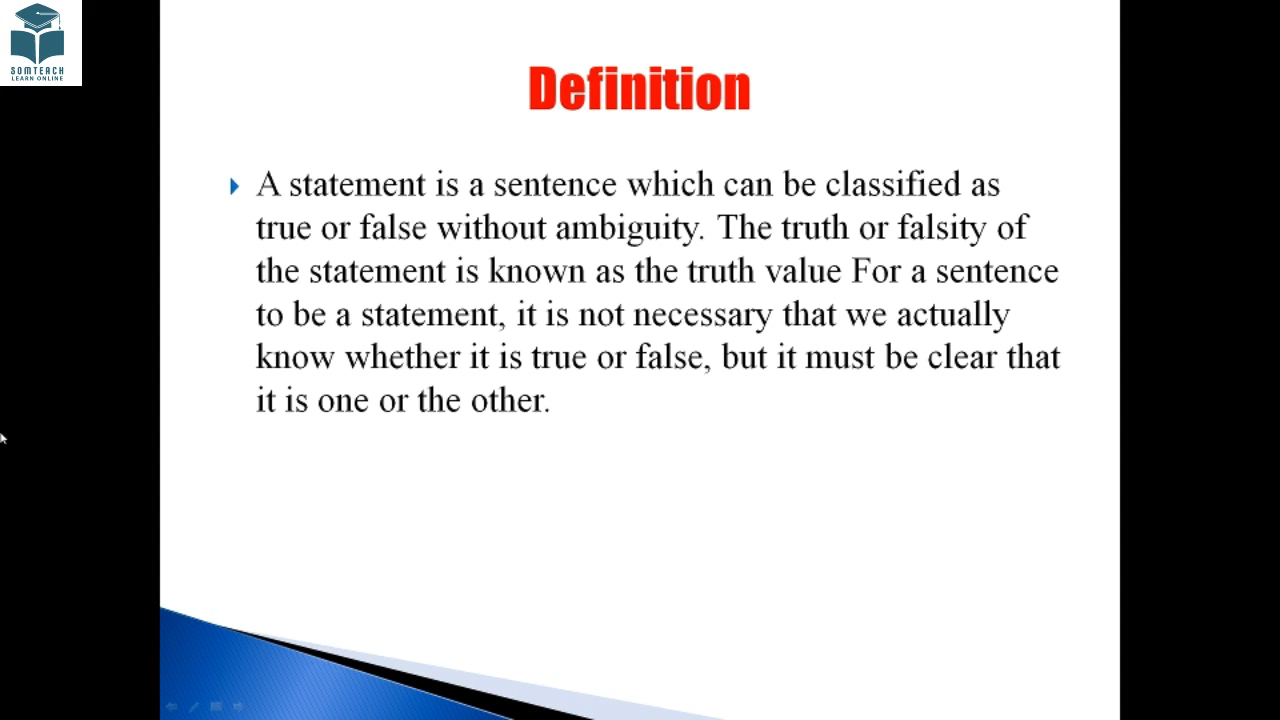 SOMTEACH
LEARN ONLINE
Definition
A statement is a sentence which can be classified as
true or false without ambiguity. The truth or falsity of
the statement is known as the truth value For a sentence
to be a statement, it is not necessary that we actually
know whether it is true or false, but it must be clear that
it is one or the other.